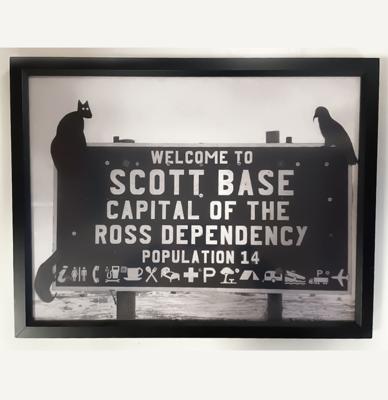 WELCOME TO
SCOTT BASE
CAPITAL OF THE
ROSS DEPENDENCY
POPULATION 14
P